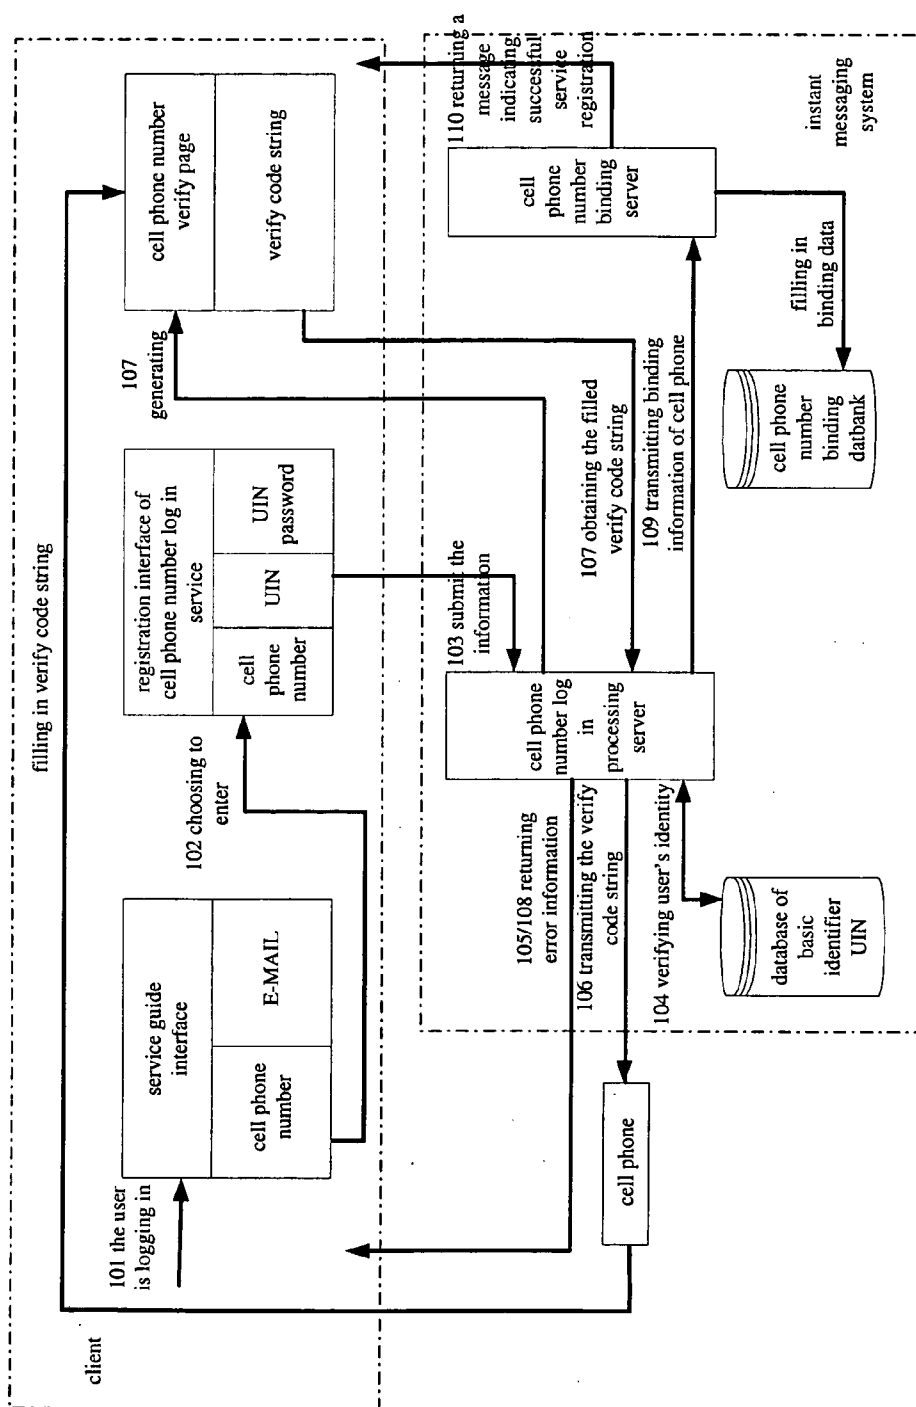 client
filling in verify code string
101 the user
is logging in
service guide
interface
cell phone
number
E-MAIL
102 choosing to
enter
registration interface of
cell phone number log in
service
cell
phone
number
UIN
UIN
password
107
generating
cell phone number
verify page
verify code string
103 submit the
information
105/108 returning
error information
106 transmitting the verify
code string
104 verifying user's identity
cell phone
number log
in
processing
server
107 obtaining the filled
verify code string
109 transmitting binding
information of cell phone
110 returning a
message
indicating
successful
service
registration
cell
phone
number
binding
server
instant
messaging
system
filling in
binding data
cell phone
number
binding
datbank
database of
basic
identifier
UIN
cell phone